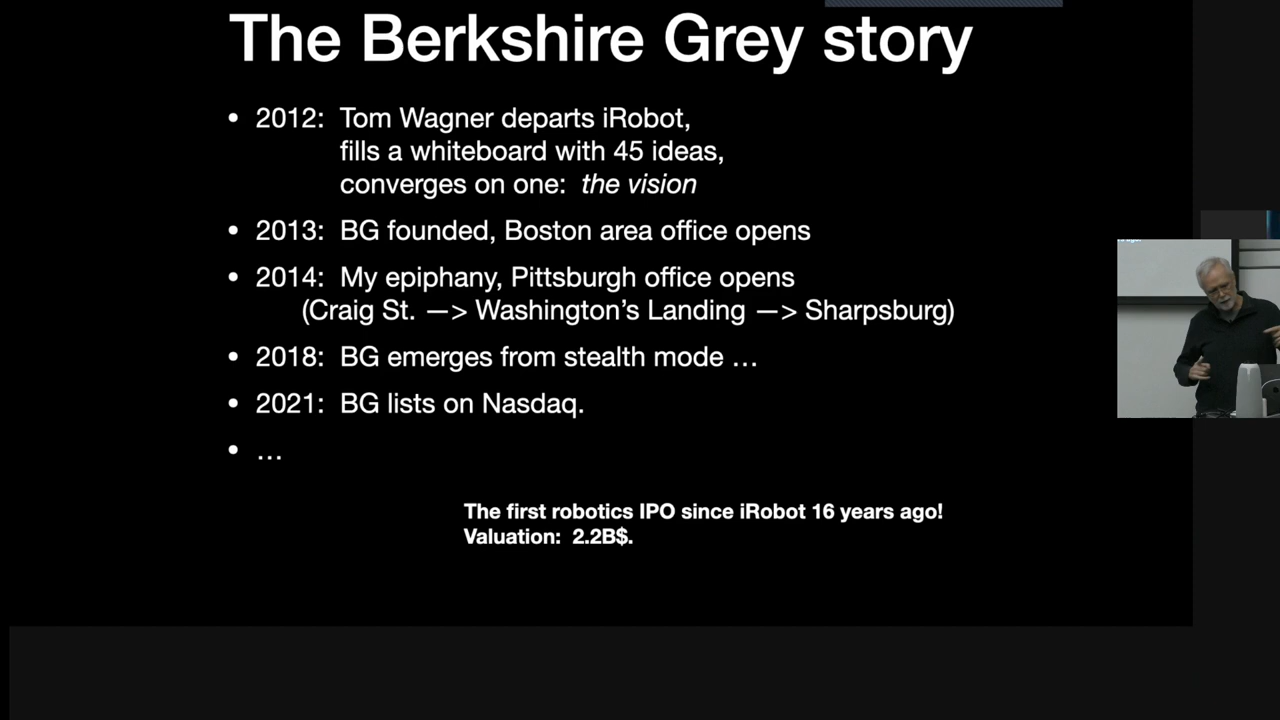 The Berkshire Grey story
• 2012: Tom Wagner departs iRobot,
fills a whiteboard with 45 ideas,
converges on one: the vision
• 2013: BG founded, Boston area office opens
• 2014: My epiphany, Pittsburgh office opens
(Craig St. —> Washington’s Landing —> Sharpsburg)
• 2018: BG emerges from stealth mode …
• 2021: BG lists on Nasdaq.
• …
The first robotics IPO since iRobot 16 years ago!
Valuation: 2.2B$.